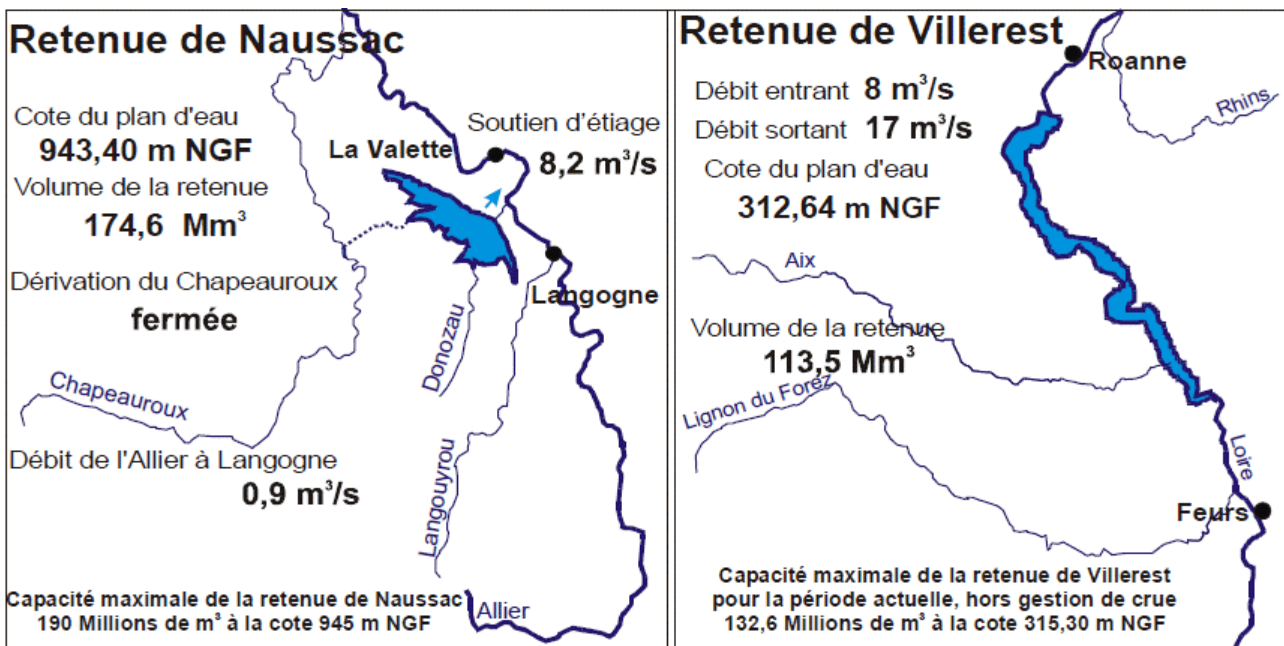 Retenue de Naussac
Cote du plan d'eau
943,40 m NGF
Volume de la retenue
174,6 Mm³
Dérivation du Chapeauroux
fermée
La Valette
Soutien d'étiage
8,2 m³/s
Langogne
Donozau
Chapeauroux
Langouyrou
Débit de l'Allier à Langogne
0,9 m³/s
Allier
Capacité maximale de la retenue de Naussac
190 Millions de m³ à la cote 945 m NGF
Retenue de Villerest
Roanne
Débit entrant 8 m³/s
Débit sortant 17 m³/s
Rhins
Cote du plan d'eau
312,64 m NGF
Aix
Volume de la retenue
113,5 Mm³
Lignon du Forez
Loire
Feurs
Capacité maximale de la retenue de Villerest
pour la période actuelle, hors gestion de crue
132,6 Millions de m³ à la cote 315,30 m NGF